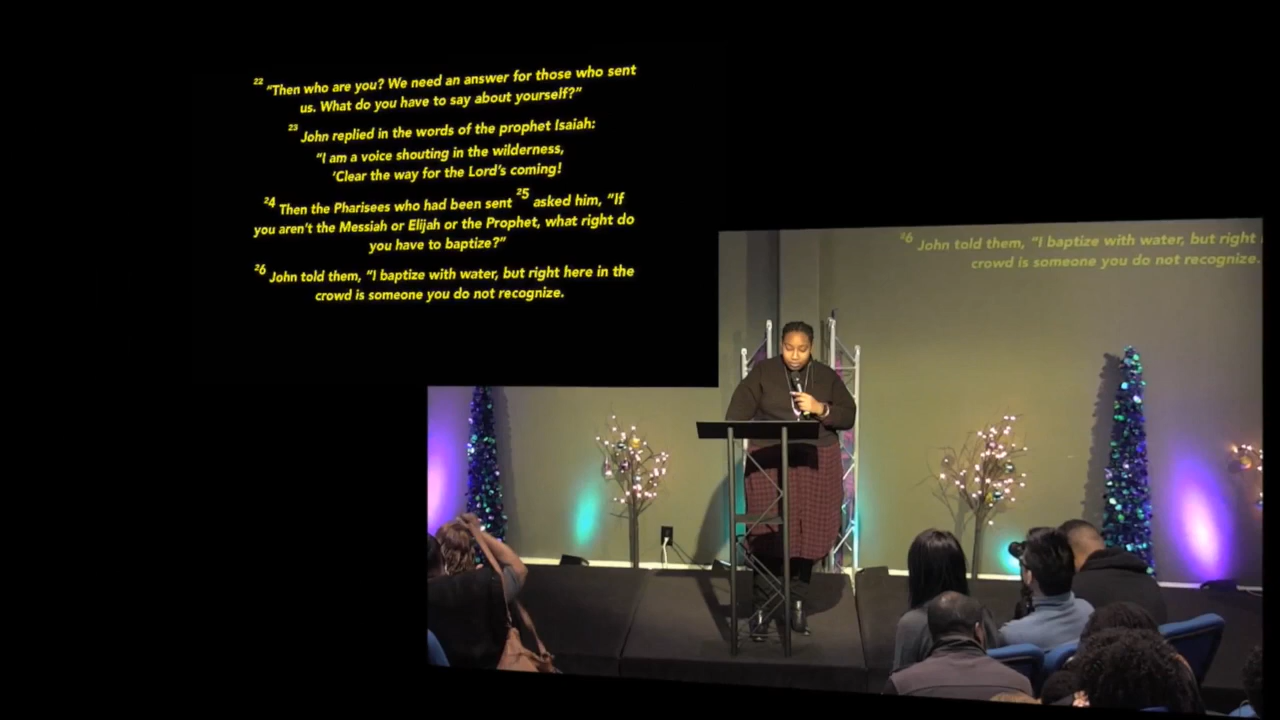 22 "Then who are you? We need an answer for those who sent
us. What do you have to say about yourself?"
23 John replied in the words of the prophet Isaiah:
"I am a voice shouting in the wilderness,
'Clear the way for the Lord's coming!
24 Then the Pharisees who had been sent 25 asked him, "If
you aren't the Messiah or Elijah or the Prophet, what right do
you have to baptize?"
26 John told them, "I baptize with water, but right here in the
crowd is someone you do not recognize.
26 John told them, "I baptize with water, but right
crowd is someone you do not recognize.